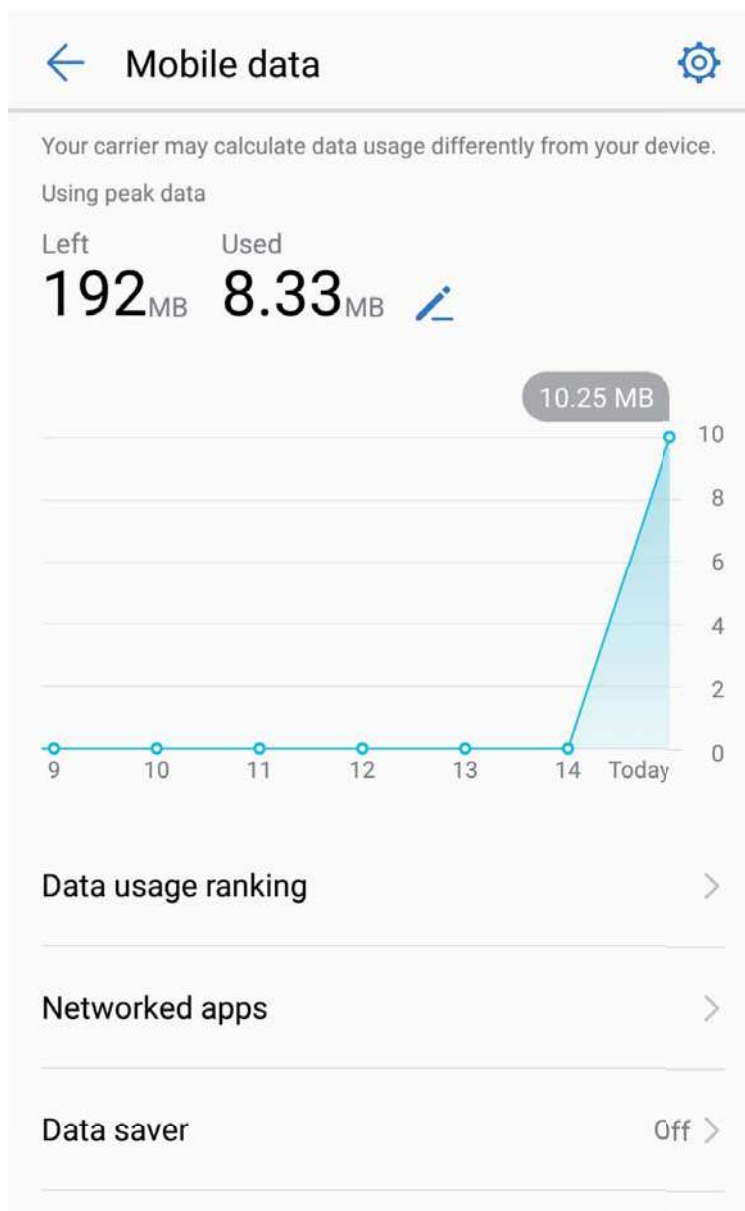 Mobile data
Your carrier may calculate data usage differently from your device.
Using peak data
Left Used
192MB 8.33MB
10.25 MB
10
8
6
4
2
0
9 10 11 12 13 14 Today
Data usage ranking
Networked apps
Data saver Off